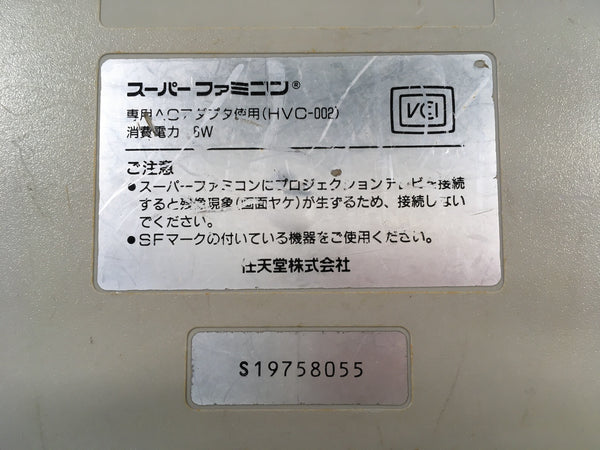 スーパーファミコン®
専用ACアダプタ使用(HVC-002)
消費電力 8W
VCI
ご注意
●スーパーファミコンにプロジェクションテレビを接続
すると残像現象(画面ヤケ)が生ずるため、接続しない
でください。
●SFマークの付いている機器をご使用ください。
任天堂株式会社
S19758055